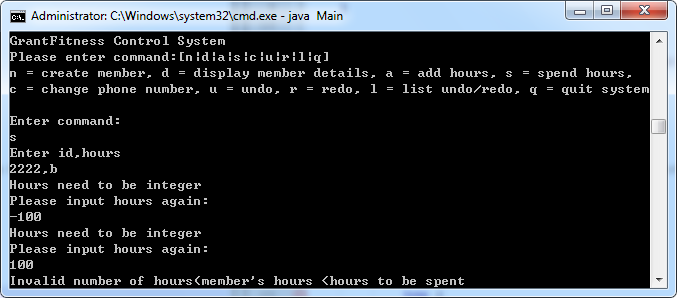 Administrator: C:\Windows\system32\cmd.exe - java Main
GrantFitness Control System
Please enter command:[n|d|a|s|c|u|r|l|q]
n = create member, d = display member details, a = add hours, s = spend hours,
c = change phone number, u = undo, r = redo, l = list undo/redo, q = quit system
Enter command:
s
Enter id,hours
2222,b
Hours need to be integer
Please input hours again:
-100
Hours need to be integer
Please input hours again:
100
Invalid number of hours(member's hours <hours to be spent